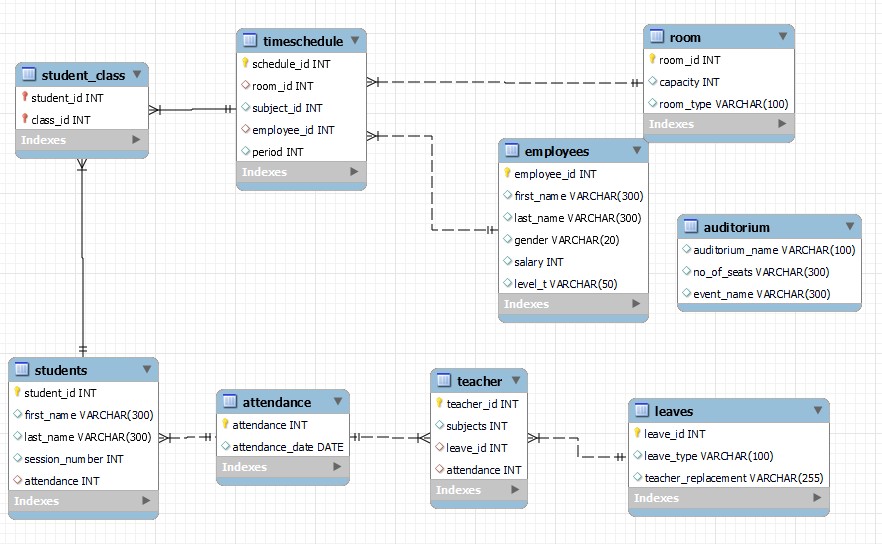 student_class
student_id INT
class_id INT
Indexes
timeschedule
schedule_id INT
room_id INT
subject_id INT
employee_id INT
period INT
Indexes
room
room_id INT
capacity INT
room_type VARCHAR(100)
Indexes
employees
employee_id INT
first_name VARCHAR(300)
last_name VARCHAR(300)
gender VARCHAR(20)
salary INT
level_t VARCHAR(50)
Indexes
auditorium
auditorium_name VARCHAR(100)
no_of_seats VARCHAR(300)
event_name VARCHAR(300)
students
student_id INT
first_name VARCHAR(300)
last_name VARCHAR(300)
session_number INT
attendance INT
Indexes
attendance
attendance INT
attendance_date DATE
Indexes
teacher
teacher_id INT
subjects INT
leave_id INT
attendance INT
Indexes
leaves
leave_id INT
leave_type VARCHAR(100)
teacher_replacement VARCHAR(255)
Indexes